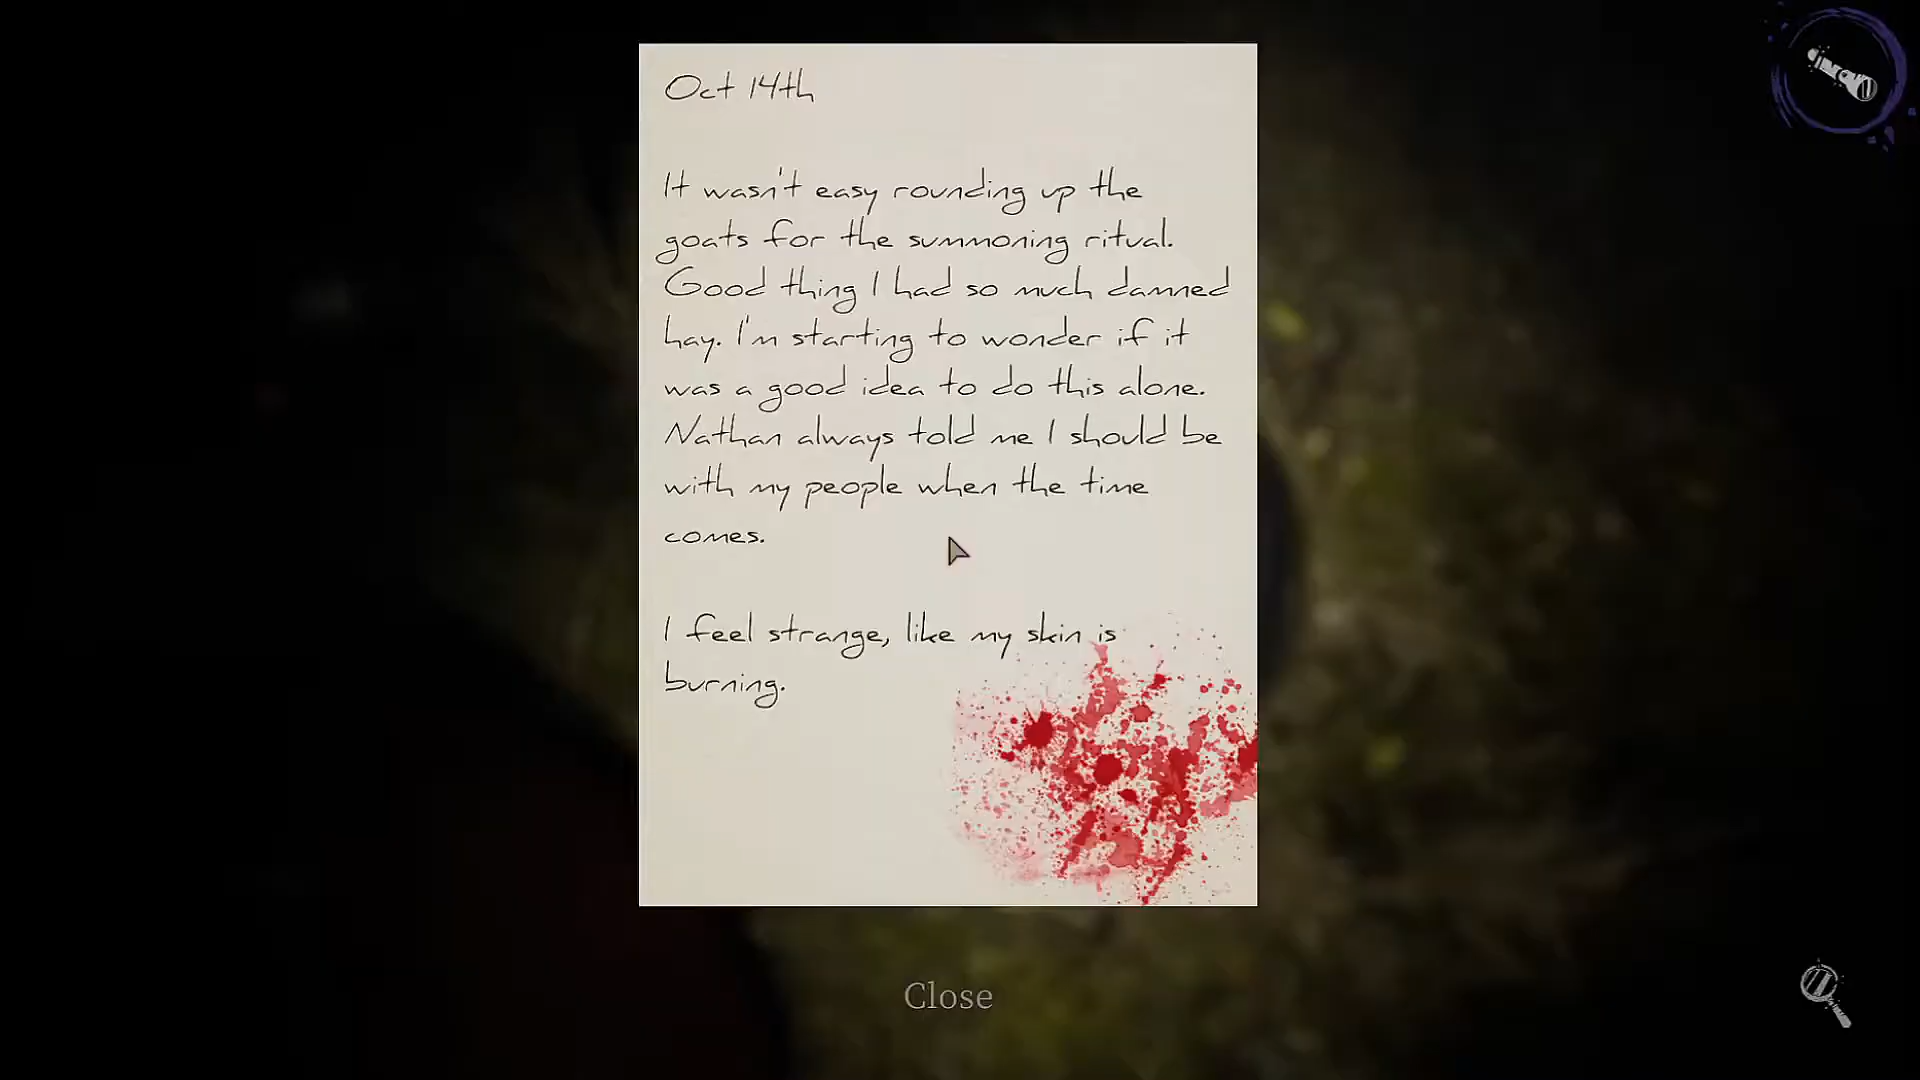 Oct 14th
It wasn't easy rounding up the
goats for the summoning ritual.
Good thing I had so much damned
hay. I'm starting to wonder if it
was a good idea to do this alone.
Nathan always told me I should be
with my people when the time
comes.
I feel strange, like my skin is
burning.
Close